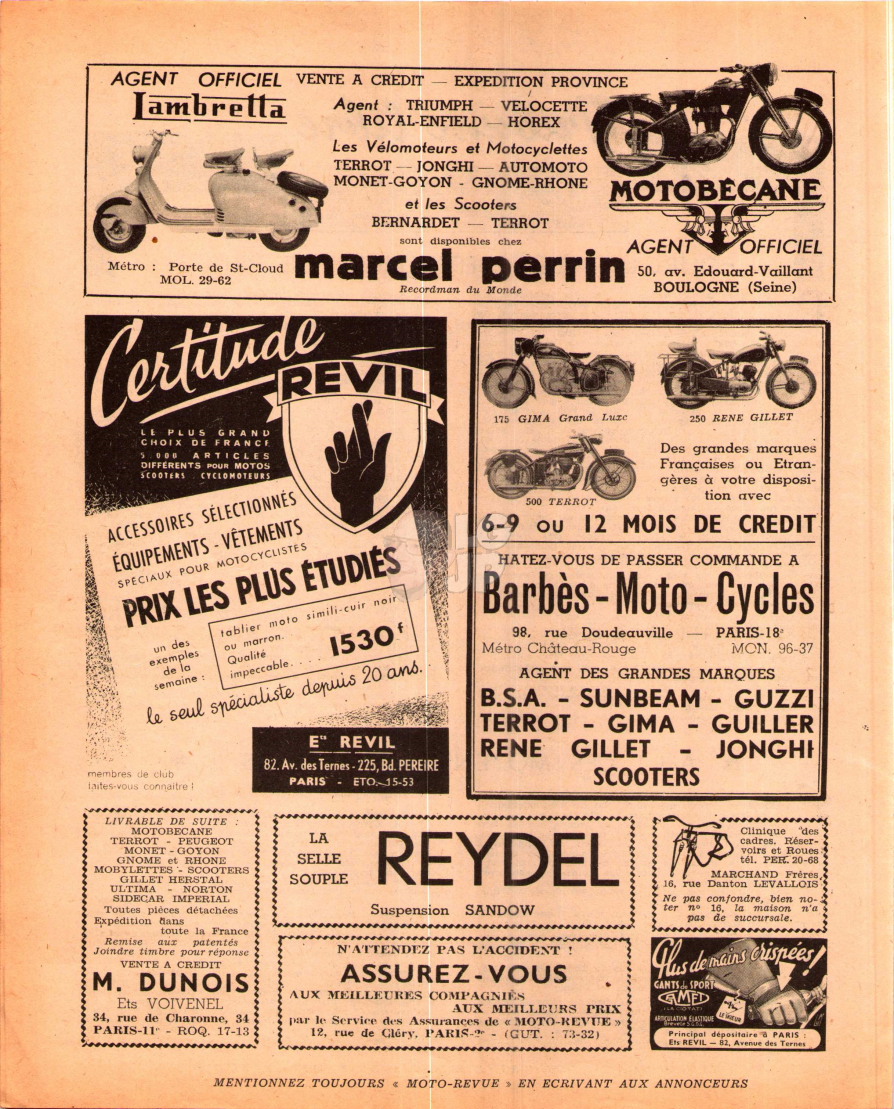 AGENT OFFICIEL
Lambretta
VENTE A CREDIT — EXPEDITION PROVINCE
Agent : TRIUMPH — VELOCETTE
ROYAL-ENFIELD — HOREX
Les Vélomoteurs et Motocyclettes
TERROT — JONGHI — AUTOMOTO
MONET-GOYON - GNOME-RHONE
et les Scooters
BERNARDET — TERROT
sont disponibles chez
marcel perrin
Recordman du Monde
Métro : Porte de St-Cloud
MOL. 29-62
MOTOBÉCANE
AGENT OFFICIEL
50, av. Edouard-Vaillant
BOULOGNE (Seine)
Certitude
REVIL
LE PLUS GRAND
CHOIX DE FRANCE
5.000 ARTICLES
DIFFÉRENTS POUR MOTOS
SCOOTERS CYCLOMOTEURS
ACCESSOIRES SÉLECTIONNÉS
ÉQUIPEMENTS - VÊTEMENTS
SPÉCIAUX POUR MOTOCYCLISTES
PRIX LES PLUS ÉTUDIÉS
un des
exemples
de la
semaine :
tablier moto simili-cuir noir
ou marron.
Qualité
impeccable.... 1530f
le seul spécialiste depuis 20 ans.
Ets REVIL
82. Av. des Ternes - 225, Bd. PEREIRE
PARIS - ETO. 15-53
membres de club
faites-vous connaître !
175 GIMA Grand Luxe
250 RENE GILLET
500 TERROT
Des grandes marques
Françaises ou Etran-
gères à votre disposi-
tion avec
6-9 OU 12 MOIS DE CREDIT
HATEZ-VOUS DE PASSER COMMANDE A
Barbès - Moto - Cycles
98, rue Doudeauville — PARIS-18e
Métro Château-Rouge MON. 96-37
AGENT DES GRANDES MARQUES
B.S.A. - SUNBEAM - GUZZI
TERROT - GIMA - GUILLER
RENE GILLET - JONGHI
SCOOTERS
LIVRABLE DE SUITE :
MOTOBECANE
TERROT - PEUGEOT
MONET - GOYON
GNOME et RHONE
MOBYLETTES - SCOOTERS
GILLET HERSTAL
ULTIMA - NORTON
SIDECAR IMPERIAL
Toutes pièces détachées
Expédition dans
toute la France
Remise aux patentés
Joindre timbre pour réponse
VENTE A CREDIT
M. DUNOIS
Ets VOIVENEL
34, rue de Charonne, 34
PARIS-11e - ROQ. 17-13
LA
SELLE
SOUPLE
REYDEL
Suspension SANDOW
N'ATTENDEZ PAS L'ACCIDENT !
ASSUREZ-VOUS
AUX MEILLEURES COMPAGNIES
AUX MEILLEURS PRIX
par le Service des Assurances de « MOTO-REVUE »
12, rue de Cléry, PARIS-2e - (GUT. : 73-32)
Clinique des
cadres. Réser-
voirs et Roues
tél. PER. 20-68
MARCHAND Frères
16, rue Danton LEVALLOIS
Ne pas confondre, bien no-
ter n° 16, la maison n'a
pas de succursale.
Plus de mains crispées !
GANTS de SPORT
GAMET
ARTICULATION ÉLASTIQUE
Principal dépositaire à PARIS :
Ets REVIL — 82, Avenue des Ternes
MENTIONNEZ TOUJOURS « MOTO-REVUE » EN ECRIVANT AUX ANNONCEURS